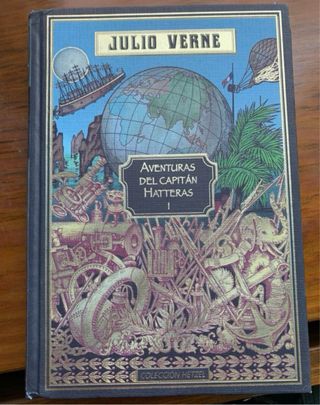 JULIO VERNE
AVENTURAS
DEL CAPITÁN
HATTERAS
I
COLECCIÓN HETZEL